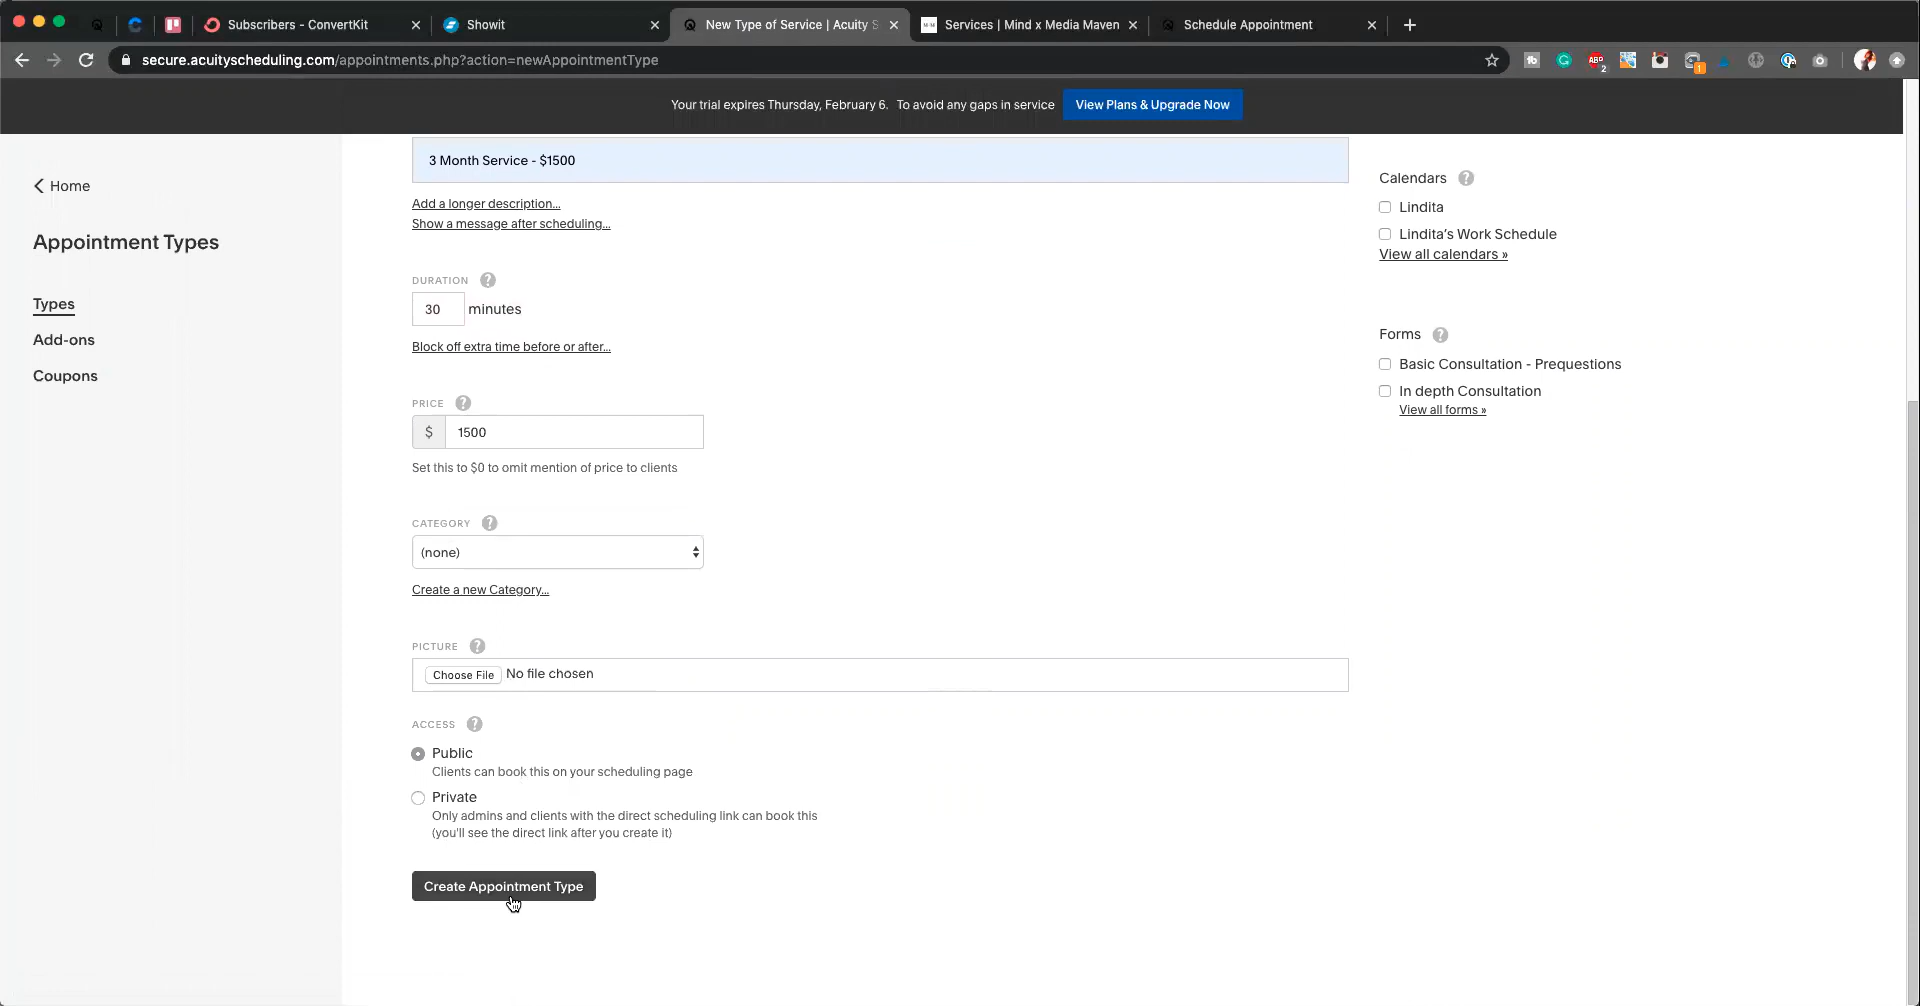 Subscribers - ConvertKit
Showit
New Type of Service | Acuity S
Services | Mind x Media Maven
Schedule Appointment
secure.acuityscheduling.com/appointments.php?action=newAppointmentType
ABP
2
1
Your trial expires Thursday, February 6. To avoid any gaps in service
View Plans & Upgrade Now
Home
Appointment Types
Types
Add-ons
Coupons
3 Month Service - $1500
Add a longer description...
Show a message after scheduling...
DURATION ?
30 minutes
Block off extra time before or after...
PRICE ?
$ 1500
Set this to $0 to omit mention of price to clients
CATEGORY ?
(none)
Create a new Category...
PICTURE ?
Choose File No file chosen
ACCESS ?
Public
Clients can book this on your scheduling page
Private
Only admins and clients with the direct scheduling link can book this
(you'll see the direct link after you create it)
Create Appointment Type
Calendars ?
Lindita
Lindita's Work Schedule
View all calendars »
Forms ?
Basic Consultation - Prequestions
In depth Consultation
View all forms »